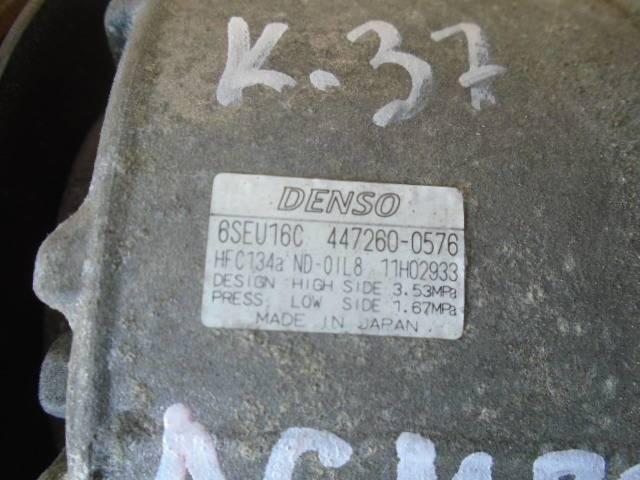 K.37
DENSO
6SEU16C 447260-0576
HFC134a ND-OIL8 11H02933
DESIGN HIGH SIDE 3.53MPa
PRESS, LOW SIDE 1.67MPa
MADE IN JAPAN